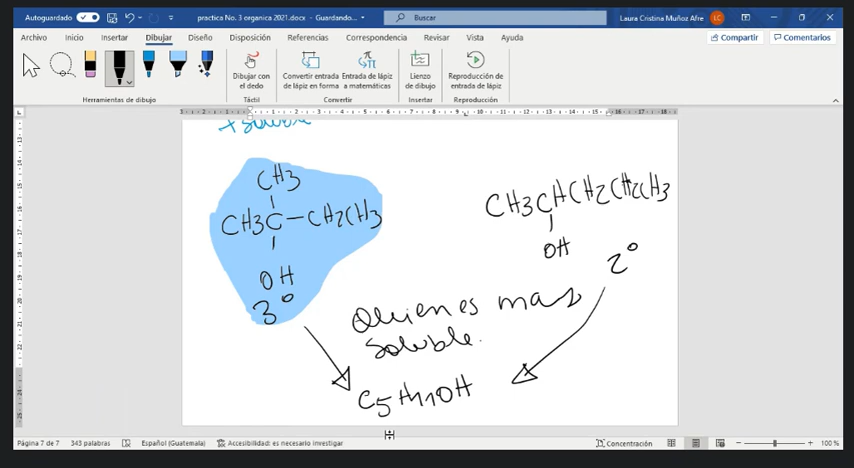 Autoguardado
practica No. 3 organica 2021.docx - Guardando...
Buscar
Laura Cristina Muñoz Afre
LC
Archivo
Inicio
Insertar
Dibujar
Diseño
Disposición
Referencias
Correspondencia
Revisar
Vista
Ayuda
Compartir
Comentarios
Dibujar con
el dedo
Convertir entrada
de lápiz en forma
Entrada de lápiz
a matemáticas
Lienzo
de dibujo
Reproducción de
entrada de lápiz
Herramientas de dibujo
Táctil
Convertir
Insertar
Reproducción
+ soluble
CH3
CH3C—CH2CH3
OH
3°
CH3CHCH2CH2CH3
OH
2°
Quien es mas
soluble.
C5H11OH
Página 7 de 7
343 palabras
Español (Guatemala)
Accesibilidad: es necesario investigar
Concentración
100 %